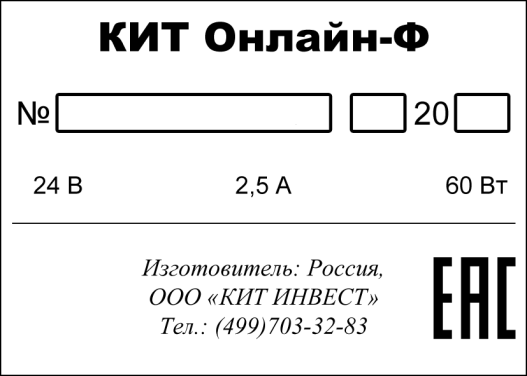 КИТ Онлайн-Ф
№ 20
24 В 2,5 А 60 Вт
Изготовитель: Россия,
ООО «КИТ ИНВЕСТ»
Тел.: (499)703-32-83
EAC